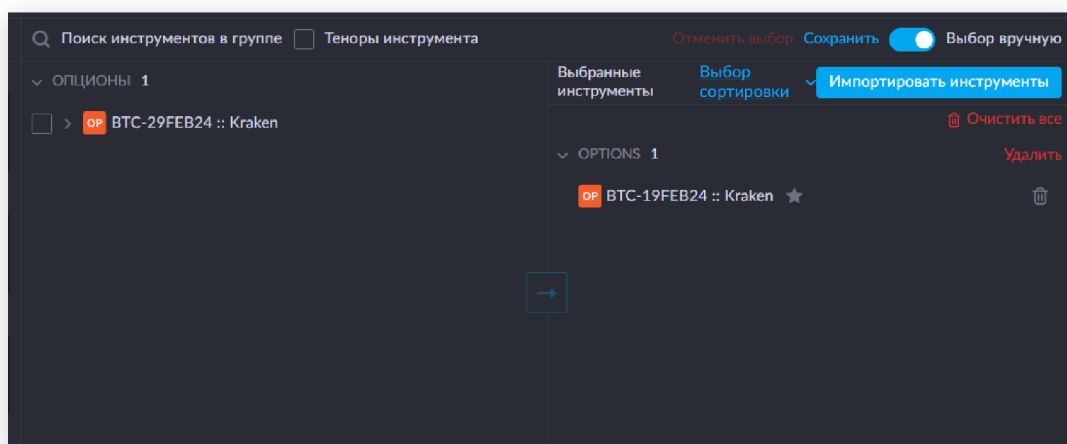 Поиск инструментов в группе Теноры инструмента Отменить выбор Сохранить Выбор вручную
ОПЦИОНЫ 1
OP BTC-29FEB24 :: Kraken
Выбранные инструменты
Выбор сортировки
Импортировать инструменты
Очистить все
OPTIONS 1 Удалить
OP BTC-19FEB24 :: Kraken